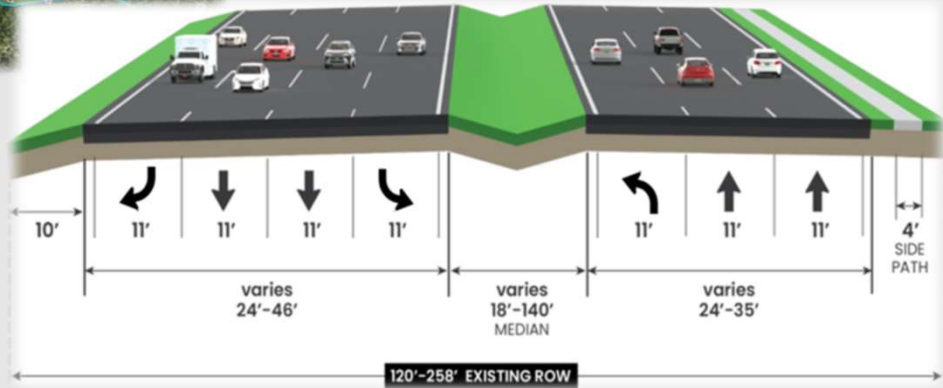 10'
11'
11'
11'
11'
11'
11'
11'
4'
SIDE
PATH
varies
24'-46'
varies
18'-140'
MEDIAN
varies
24'-35'
120'-258' EXISTING ROW